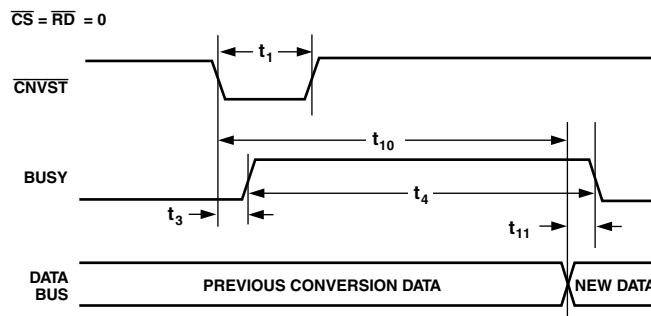 CS = RD = 0
t1
CNVST
t10
BUSY
t4
t3
t11
DATA
BUS
PREVIOUS CONVERSION DATA
NEW DATA